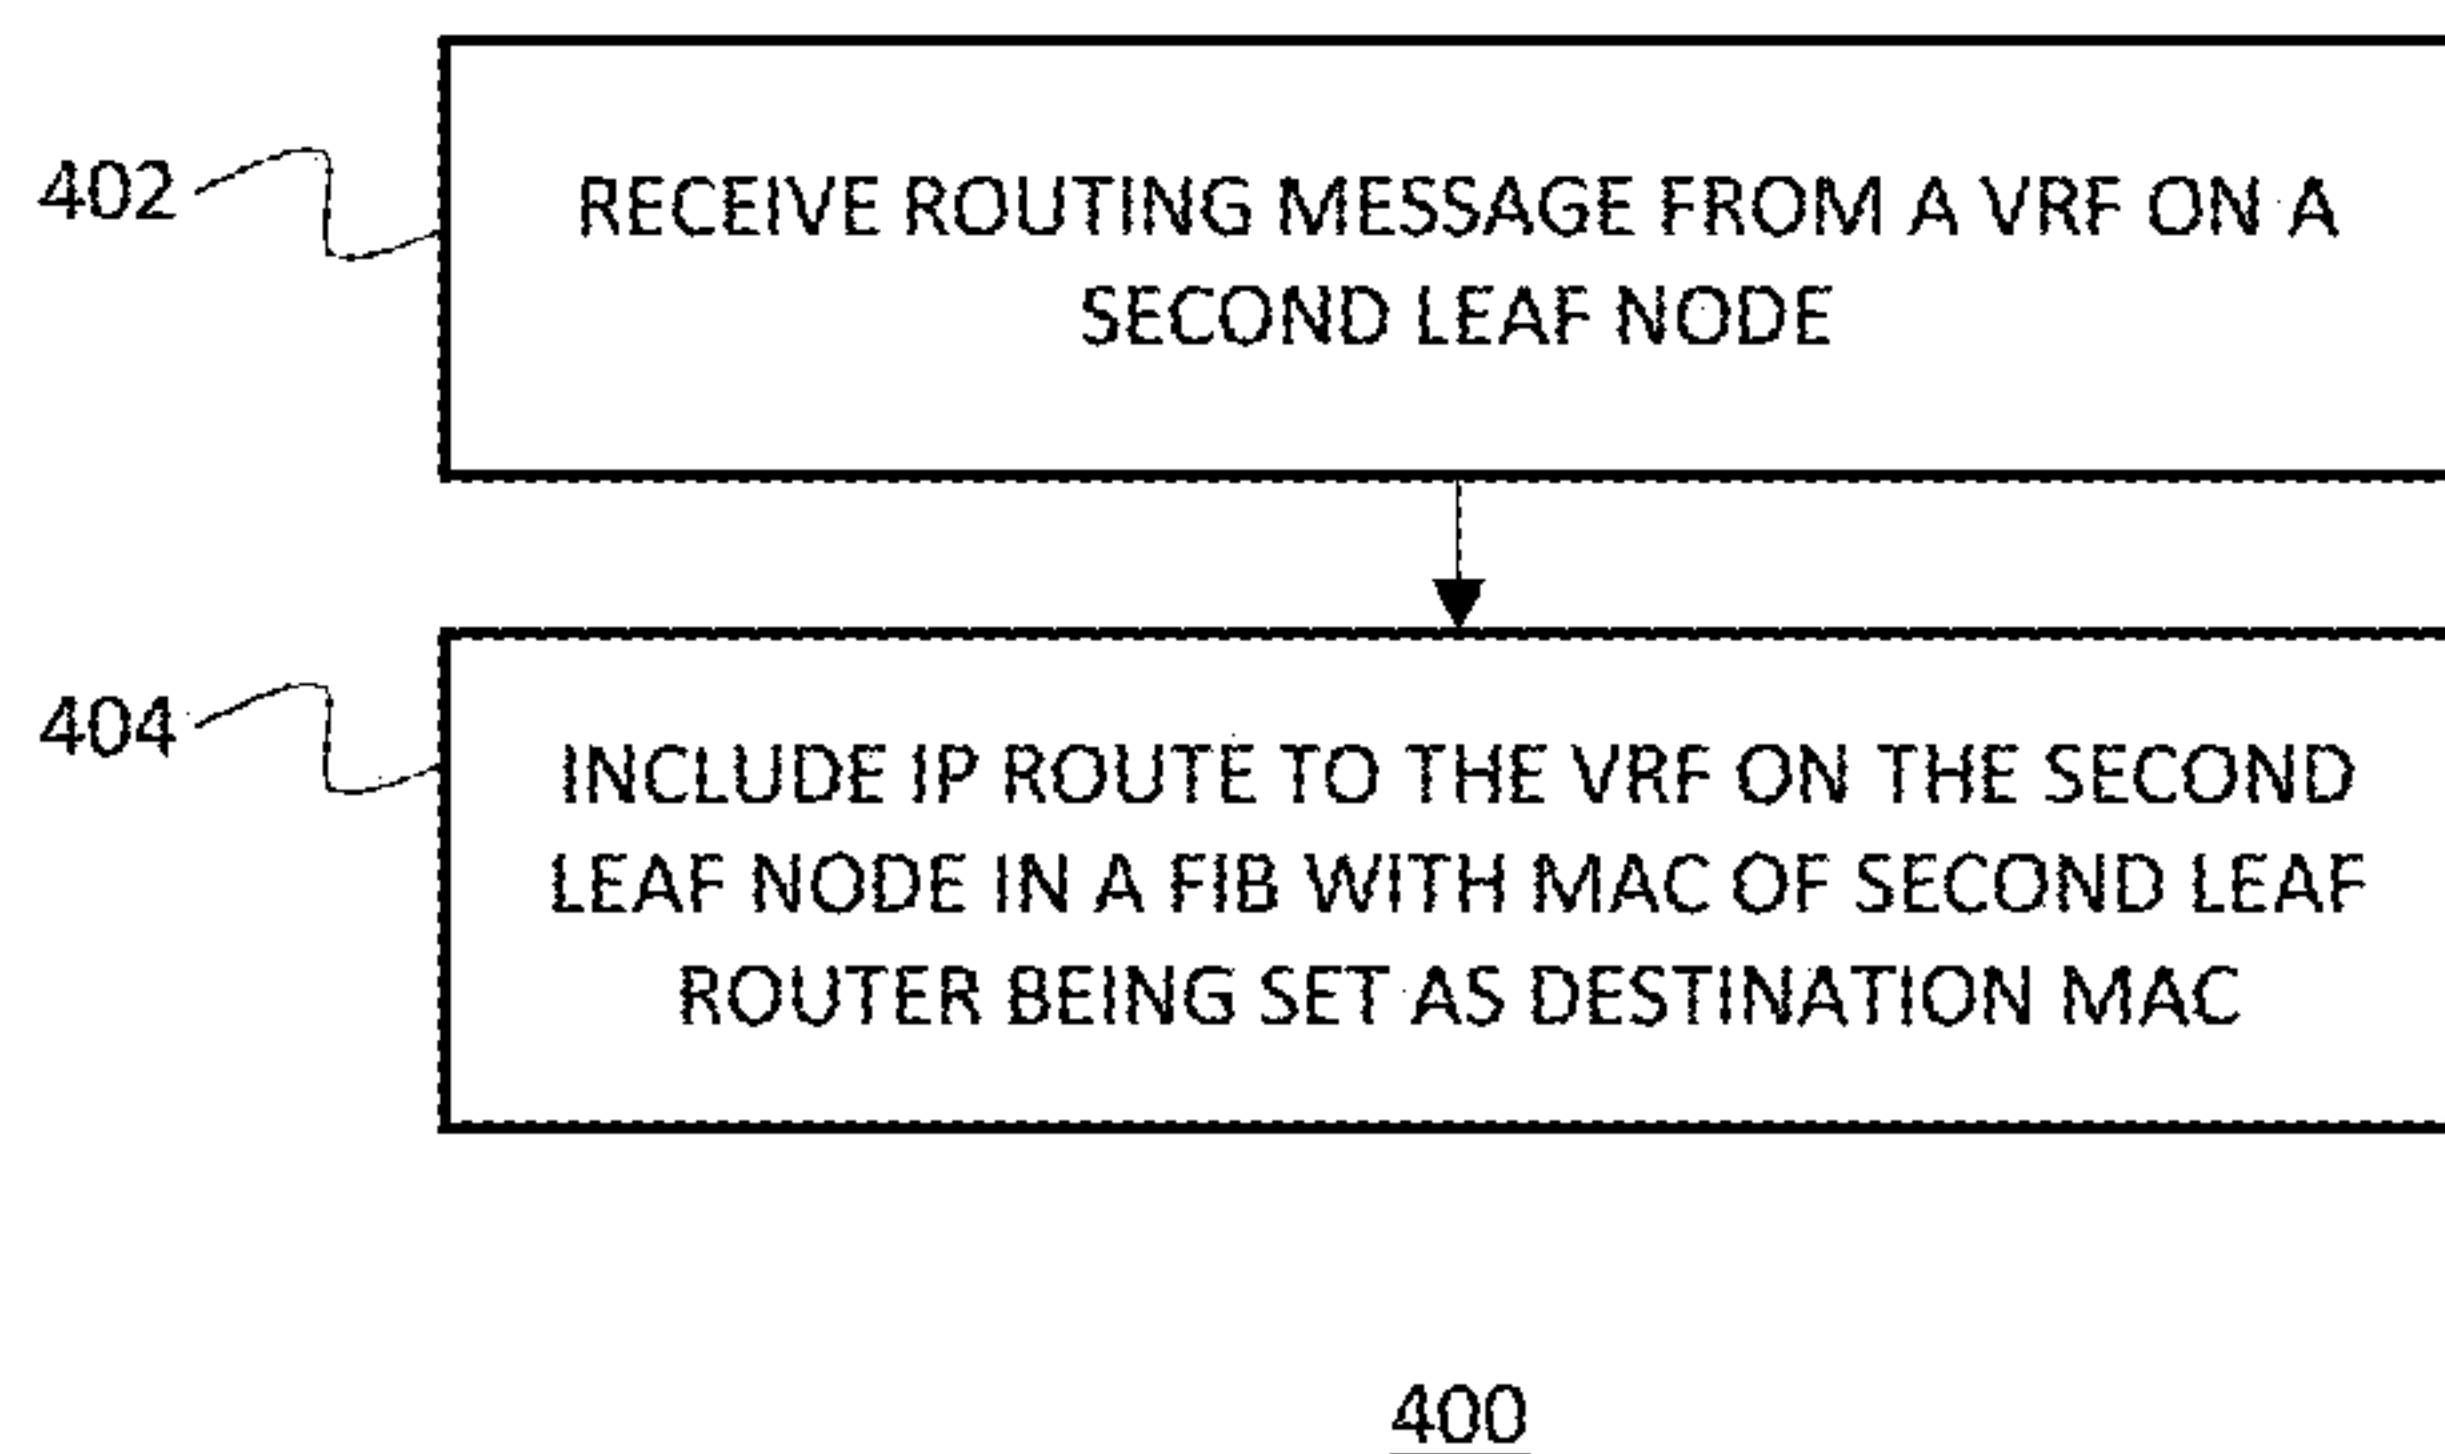 402
RECEIVE ROUTING MESSAGE FROM A VRF ON A
SECOND LEAF NODE
404
INCLUDE IP ROUTE TO THE VRF ON THE SECOND
LEAF NODE IN A FIB WITH MAC OF SECOND LEAF
ROUTER BEING SET AS DESTINATION MAC
400